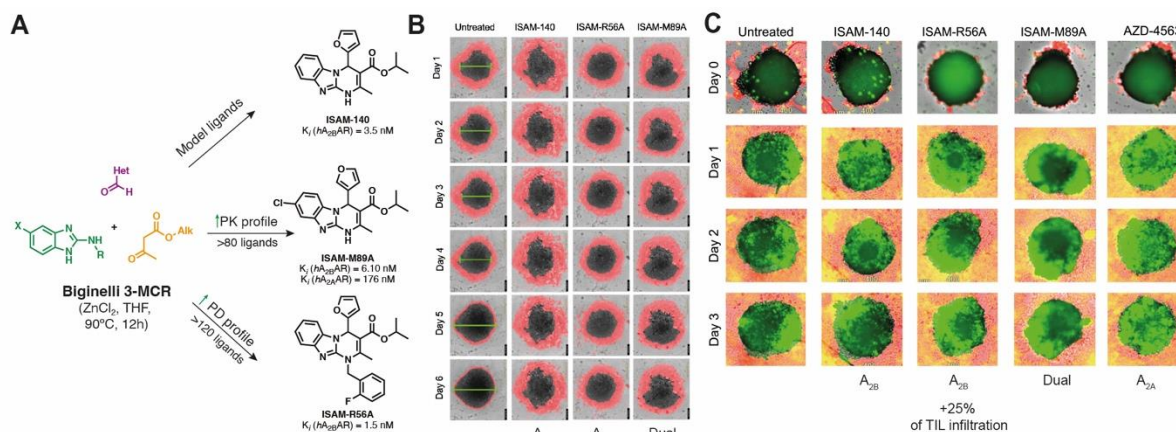 A
Het
O
H
X
N
N
H
NH
R
+
O
O
O
Alk
Biginelli 3-MCR
(ZnCl₂, THF,
90ºC, 12h)
Model ligands
↑PK profile
>80 ligands
↑PD profile
>120 ligands
O
O
O
N
N
N
H
Me
ISAM-140
Kᵢ (hA₂BAR) = 3.5 nM
O
Cl
O
O
N
N
N
H
Me
ISAM-M89A
Kᵢ (hA₂BAR) = 6.10 nM
Kᵢ (hA₂AAR) = 176 nM
O
O
O
N
N
N
Me
F
ISAM-R56A
Kᵢ (hA₂BAR) = 1.5 nM
B
Untreated
ISAM-140
ISAM-R56A
ISAM-M89A
Day 1
Day 2
Day 3
Day 4
Day 5
Day 6
C
Untreated
ISAM-140
ISAM-R56A
ISAM-M89A
Day 0
Day 1
Day 2
Day 3
A₂B
A₂B
Dual
A₂A
+25%
of TIL infiltration